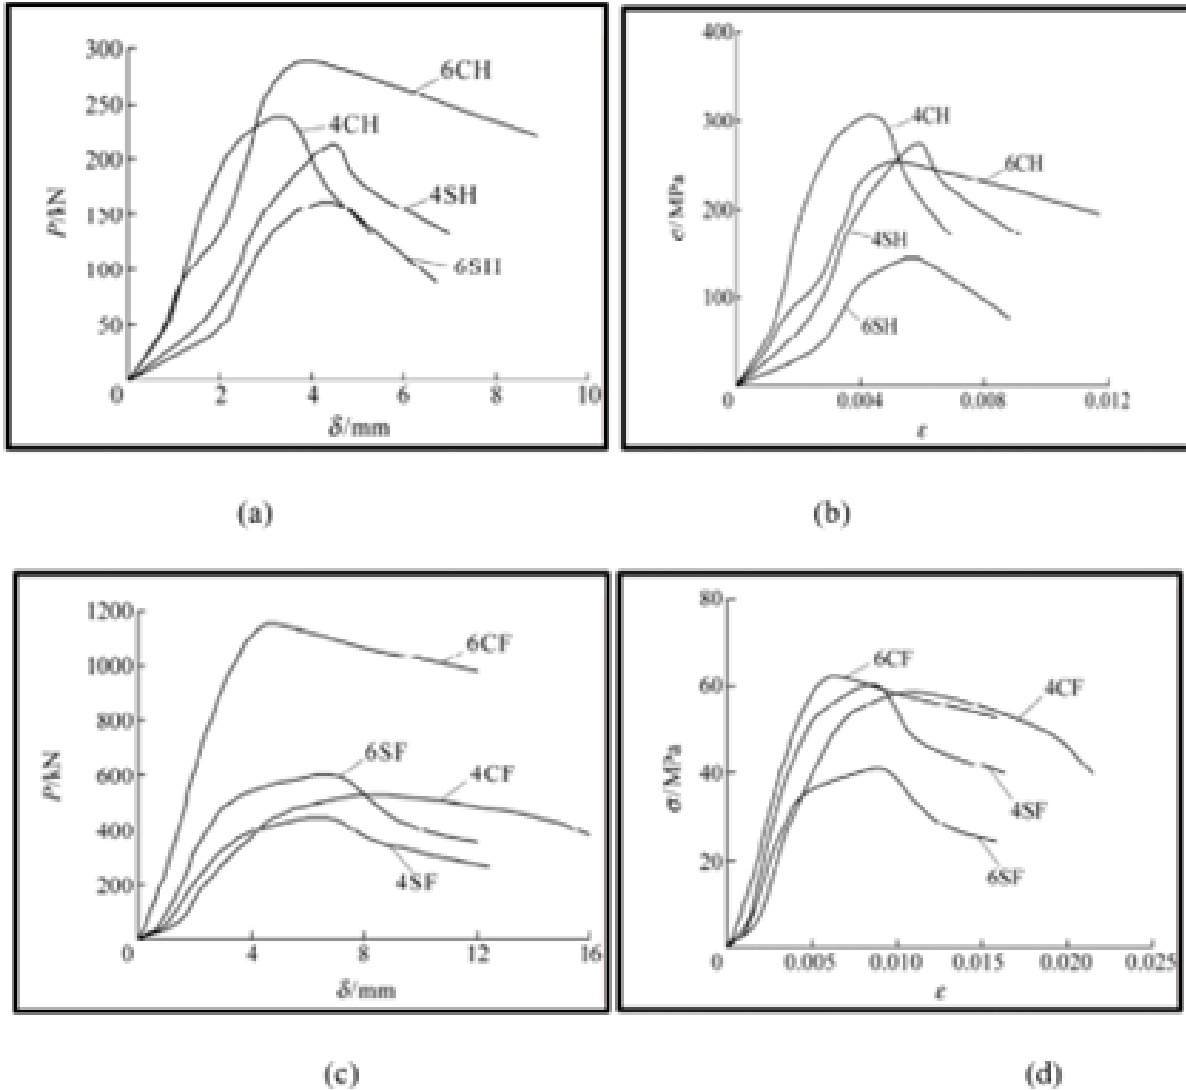 300
250
200
150
100
50
0
2
4
6
8
10
P/kN
δ/mm
6CH
4CH
4SH
6SH
(a)
400
300
200
100
0
0.004
0.008
0.012
σ/MPa
ε
4CH
6CH
4SH
6SH
(b)
1200
1000
800
600
400
200
0
4
8
12
16
P/kN
δ/mm
6CF
6SF
4CF
4SF
(c)
80
60
40
20
0
0.005
0.010
0.015
0.020
0.025
σ/MPa
ε
6CF
4CF
4SF
6SF
(d)